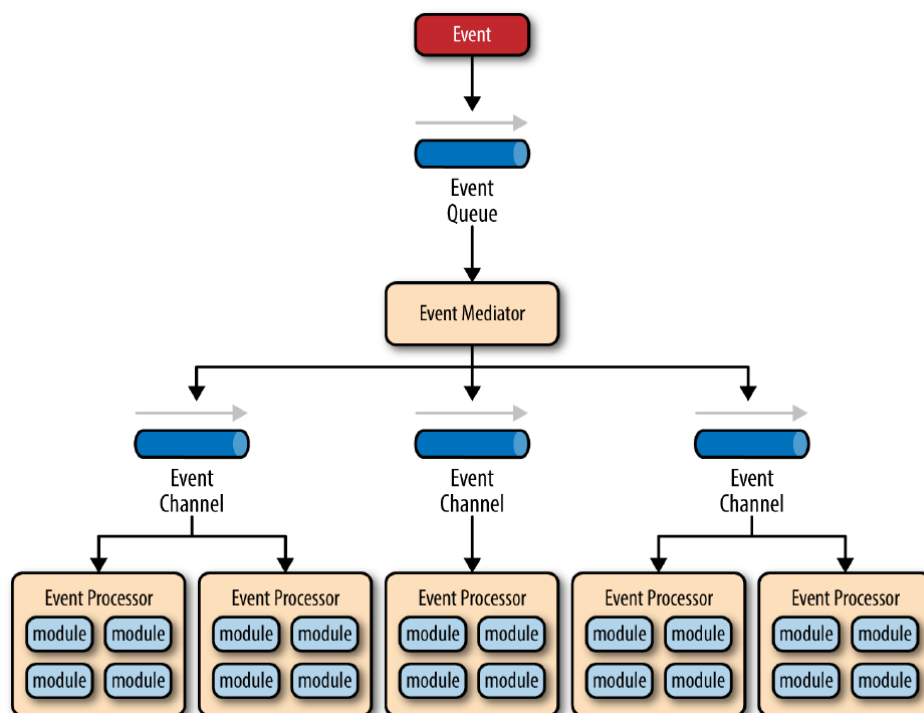 Event
Event
Queue
Event Mediator
Event
Channel
Event
Channel
Event
Channel
Event Processor
module module
module module
Event Processor
module module
module module
Event Processor
module module
module module
Event Processor
module module
module module
Event Processor
module module
module module